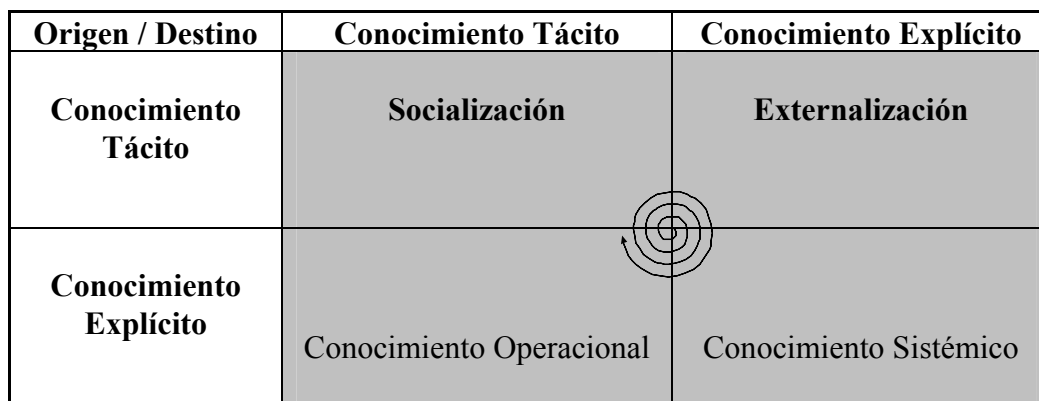 Origen / Destino Conocimiento Tácito Conocimiento Explícito
Conocimiento
Tácito
Socialización Externalización
Conocimiento
Explícito
Conocimiento Operacional Conocimiento Sistémico